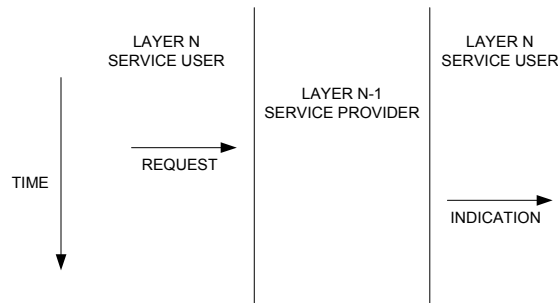 LAYER N
SERVICE USER
LAYER N-1
SERVICE PROVIDER
LAYER N
SERVICE USER
REQUEST
TIME
INDICATION